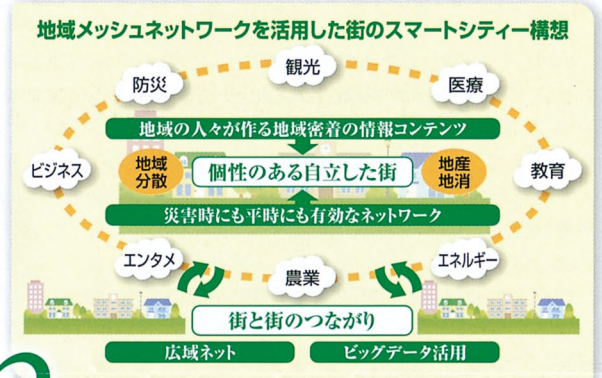 地域メッシュネットワークを活用した街のスマートシティー構想
観光
防災
医療
地域の人々が作る地域密着の情報コンテンツ
ビジネス
地域
分散
個性のある自立した街
地産
地消
教育
災害時にも平時にも有効なネットワーク
エンタメ
農業
エネルギー
街と街のつながり
広域ネット
ビッグデータ活用